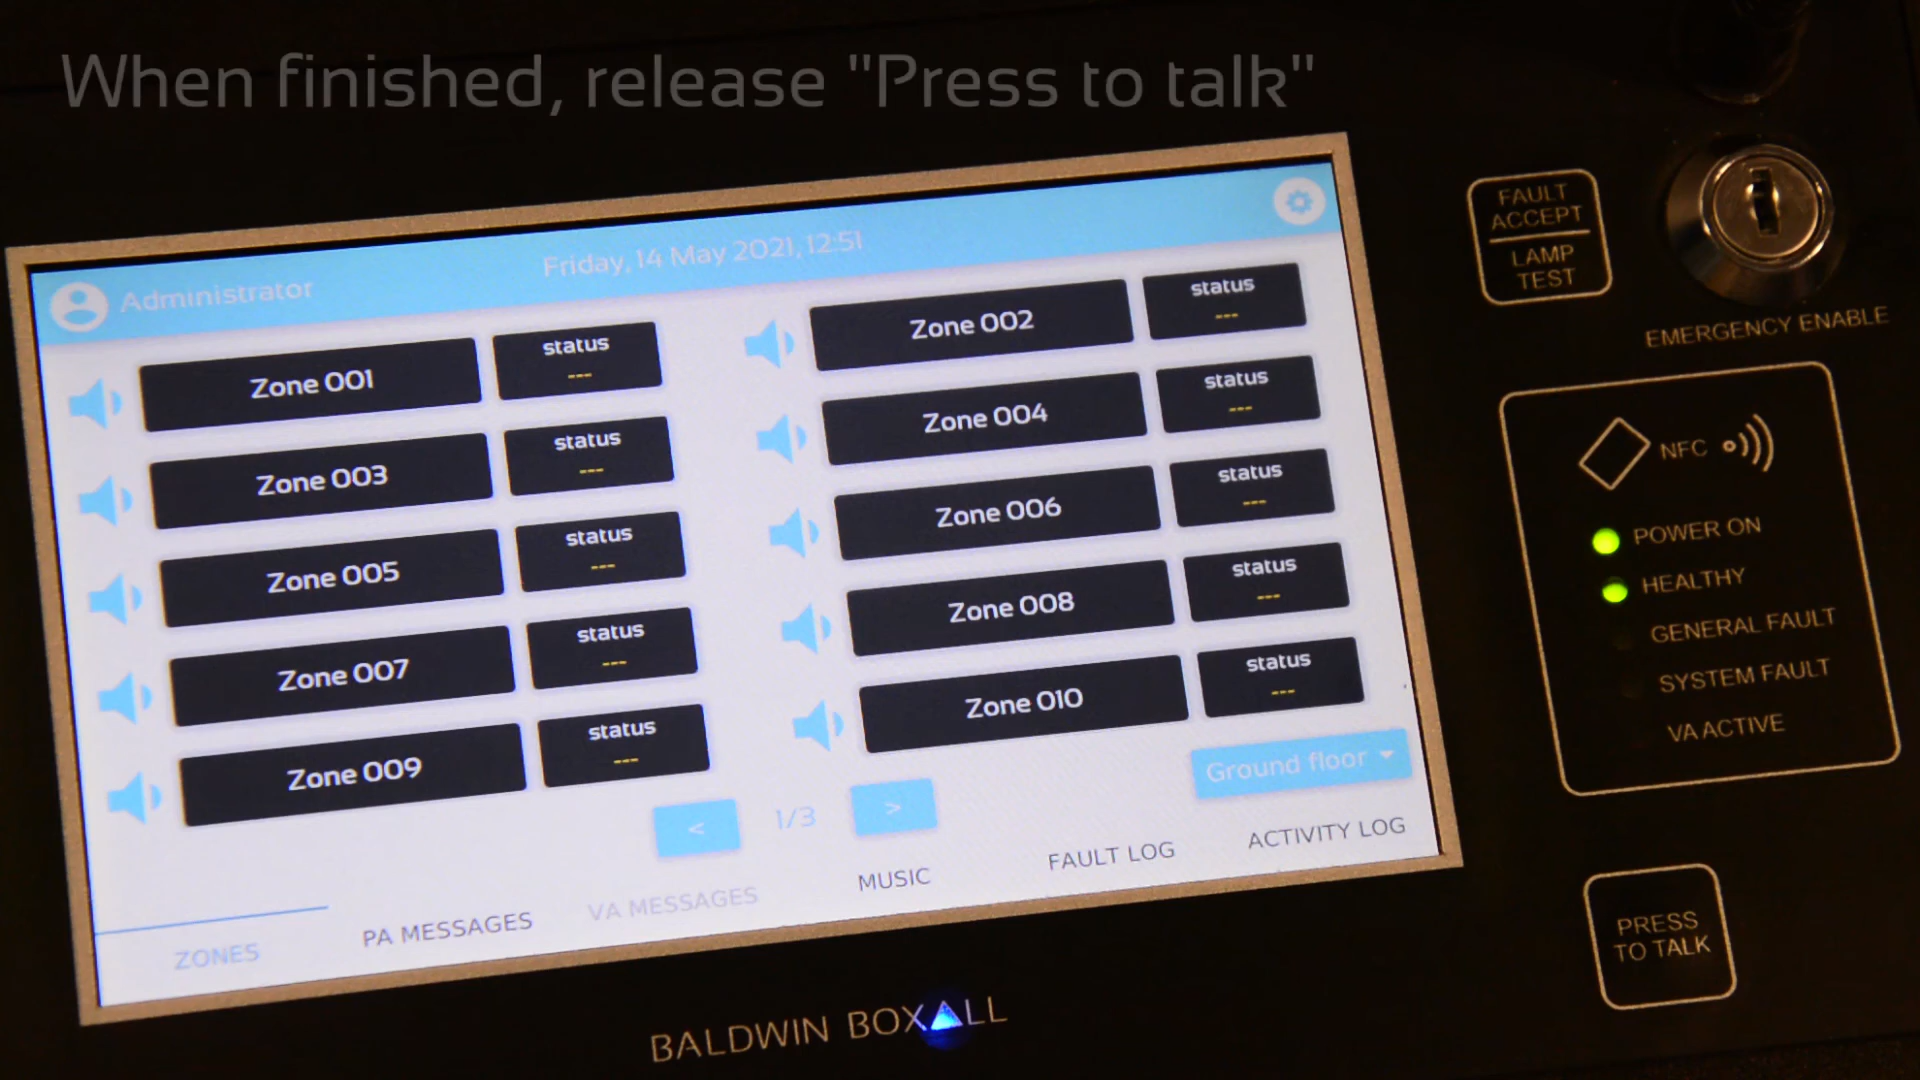 When finished, release "Press to talk"
Administrator
Friday, 14 May 2021, 12:51
Zone 001
status
---
Zone 002
status
---
Zone 003
status
---
Zone 004
status
---
Zone 005
status
---
Zone 006
status
---
Zone 007
status
---
Zone 008
status
---
Zone 009
status
---
Zone 010
status
---
<
1/3
>
Ground floor
ZONES
PA MESSAGES
VA MESSAGES
MUSIC
FAULT LOG
ACTIVITY LOG
BALDWIN BOXALL
FAULT
ACCEPT
LAMP
TEST
EMERGENCY ENABLE
NFC
POWER ON
HEALTHY
GENERAL FAULT
SYSTEM FAULT
VA ACTIVE
PRESS
TO TALK